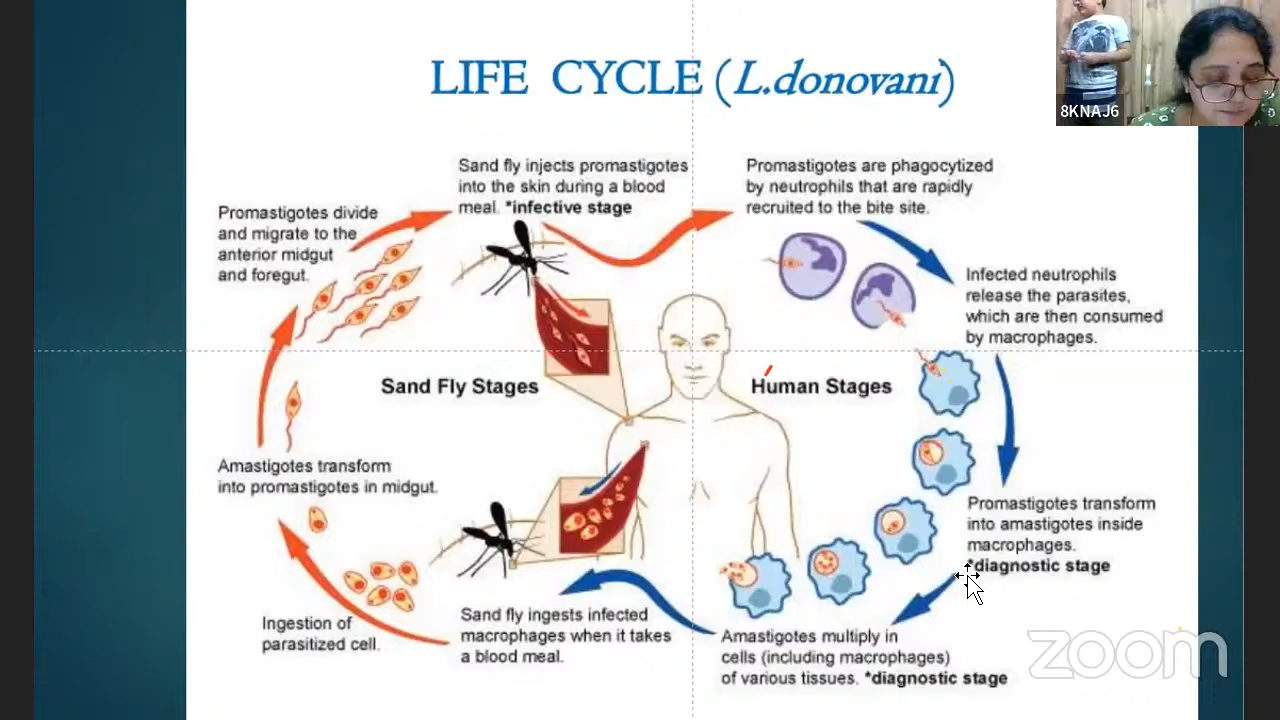 LIFE CYCLE (L.donovani)
8KNAJ6
Sand fly injects promastigotes
into the skin during a blood
meal. *infective stage
Promastigotes are phagocytized
by neutrophils that are rapidly
recruited to the bite site.
Promastigotes divide
and migrate to the
anterior midgut
and foregut.
Infected neutrophils
release the parasites,
which are then consumed
by macrophages.
Sand Fly Stages
Human Stages
Amastigotes transform
into promastigotes in midgut.
Promastigotes transform
into amastigotes inside
macrophages.
*diagnostic stage
Ingestion of
parasitized cell.
Sand fly ingests infected
macrophages when it takes
a blood meal.
Amastigotes multiply in
cells (including macrophages)
of various tissues. *diagnostic stage
zoom